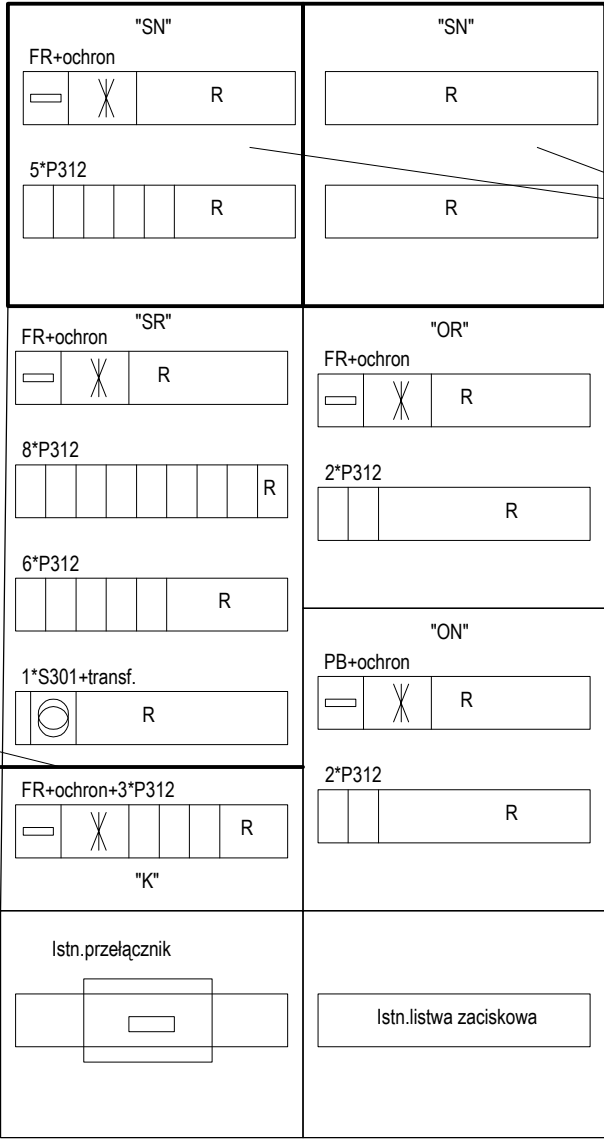 "SN"
FR+ochron
R
5*P312
R
"SN"
R
R
"SR"
FR+ochron
R
8*P312
R
6*P312
R
1*S301+transf.
R
"OR"
FR+ochron
R
2*P312
R
"ON"
PB+ochron
R
2*P312
R
FR+ochron+3*P312
R
"K"
Istn.przełącznik
Istn.listwa zaciskowa